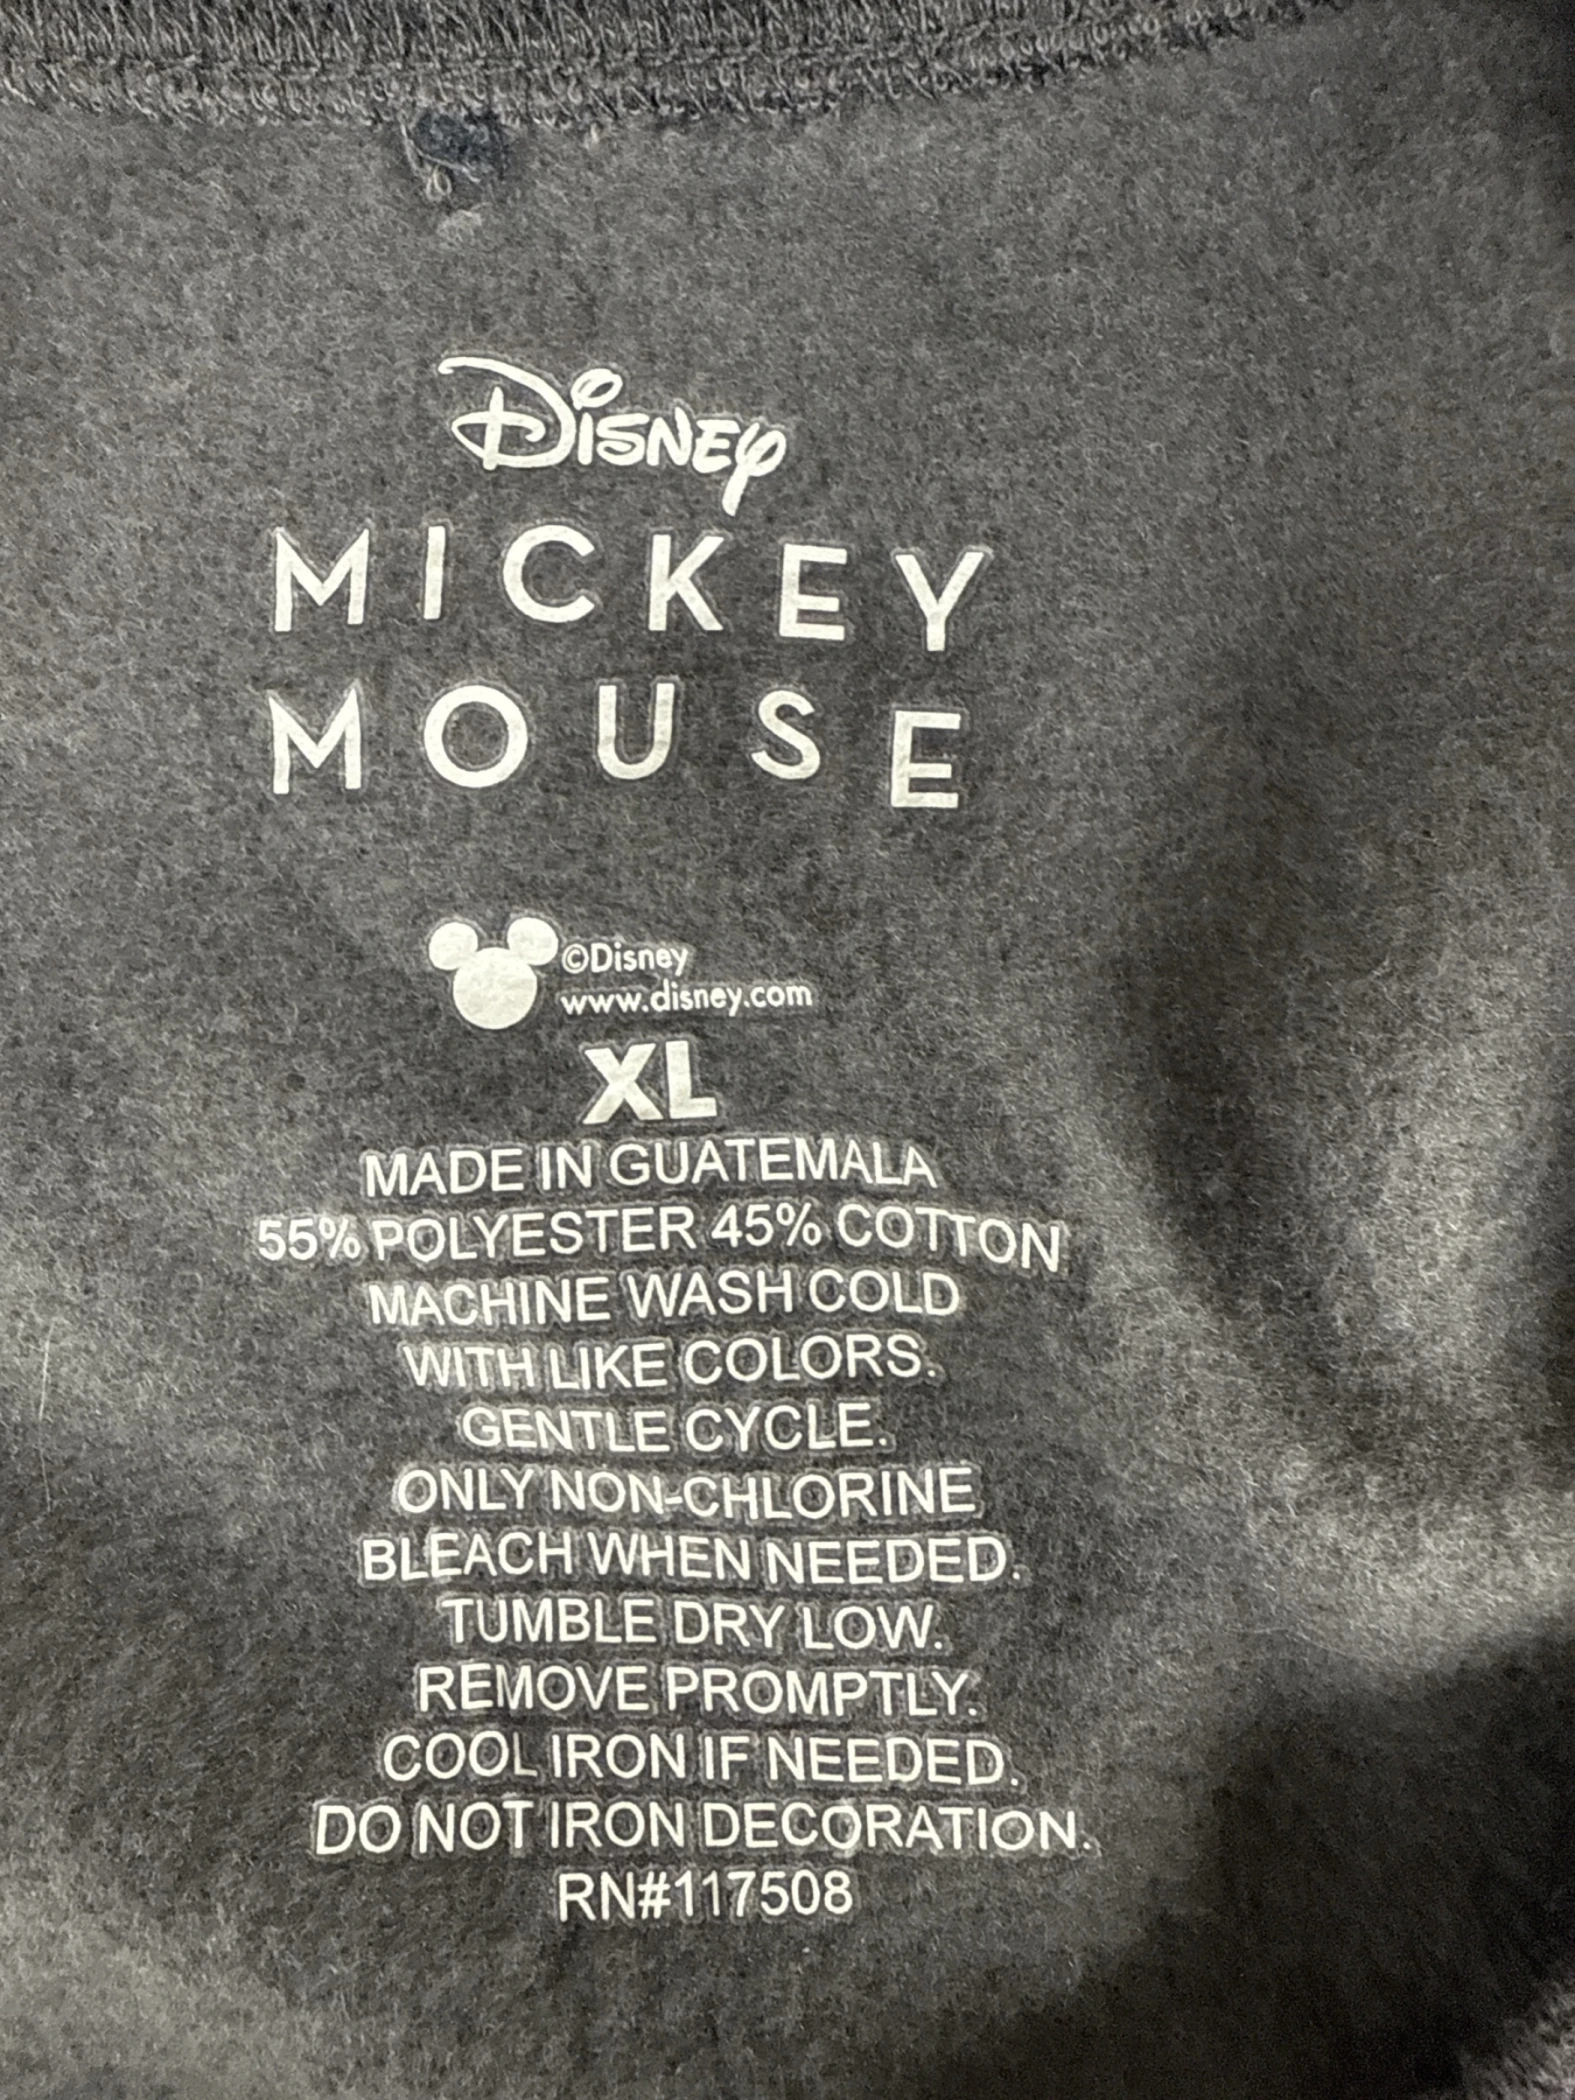 Disney
MICKEY
MOUSE
©Disney
www.disney.com
XL
MADE IN GUATEMALA
55% POLYESTER 45% COTTON
MACHINE WASH COLD
WITH LIKE COLORS.
GENTLE CYCLE.
ONLY NON-CHLORINE
BLEACH WHEN NEEDED.
TUMBLE DRY LOW.
REMOVE PROMPTLY.
COOL IRON IF NEEDED.
DO NOT IRON DECORATION.
RN#117508